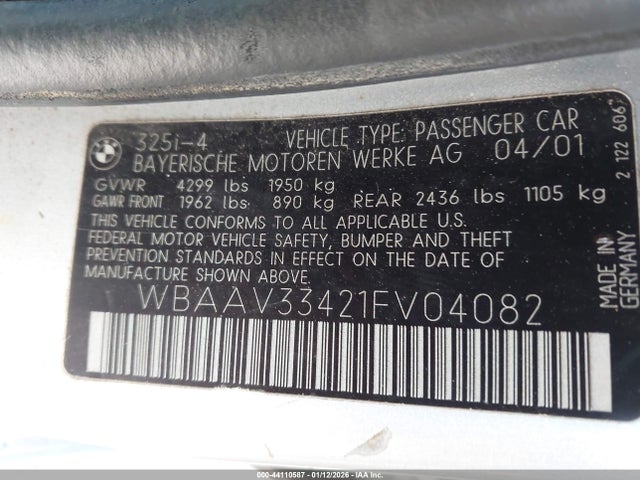 BMW
325i-4 VEHICLE TYPE: PASSENGER CAR
BAYERISCHE MOTOREN WERKE AG 04/01
GVWR 4299 lbs 1950 kg
GAWR FRONT 1962 lbs 890 kg REAR 2436 lbs 1105 kg
THIS VEHICLE CONFORMS TO ALL APPLICABLE U.S.
FEDERAL MOTOR VEHICLE SAFETY, BUMPER AND THEFT
PREVENTION STANDARDS IN EFFECT ON THE DATE OF
MANUFACTURE SHOWN ABOVE.
WBAAV33421FV04082
2 122 606
MADE IN
GERMANY
000-44110587 - 01/12/2026 - IAA Inc.